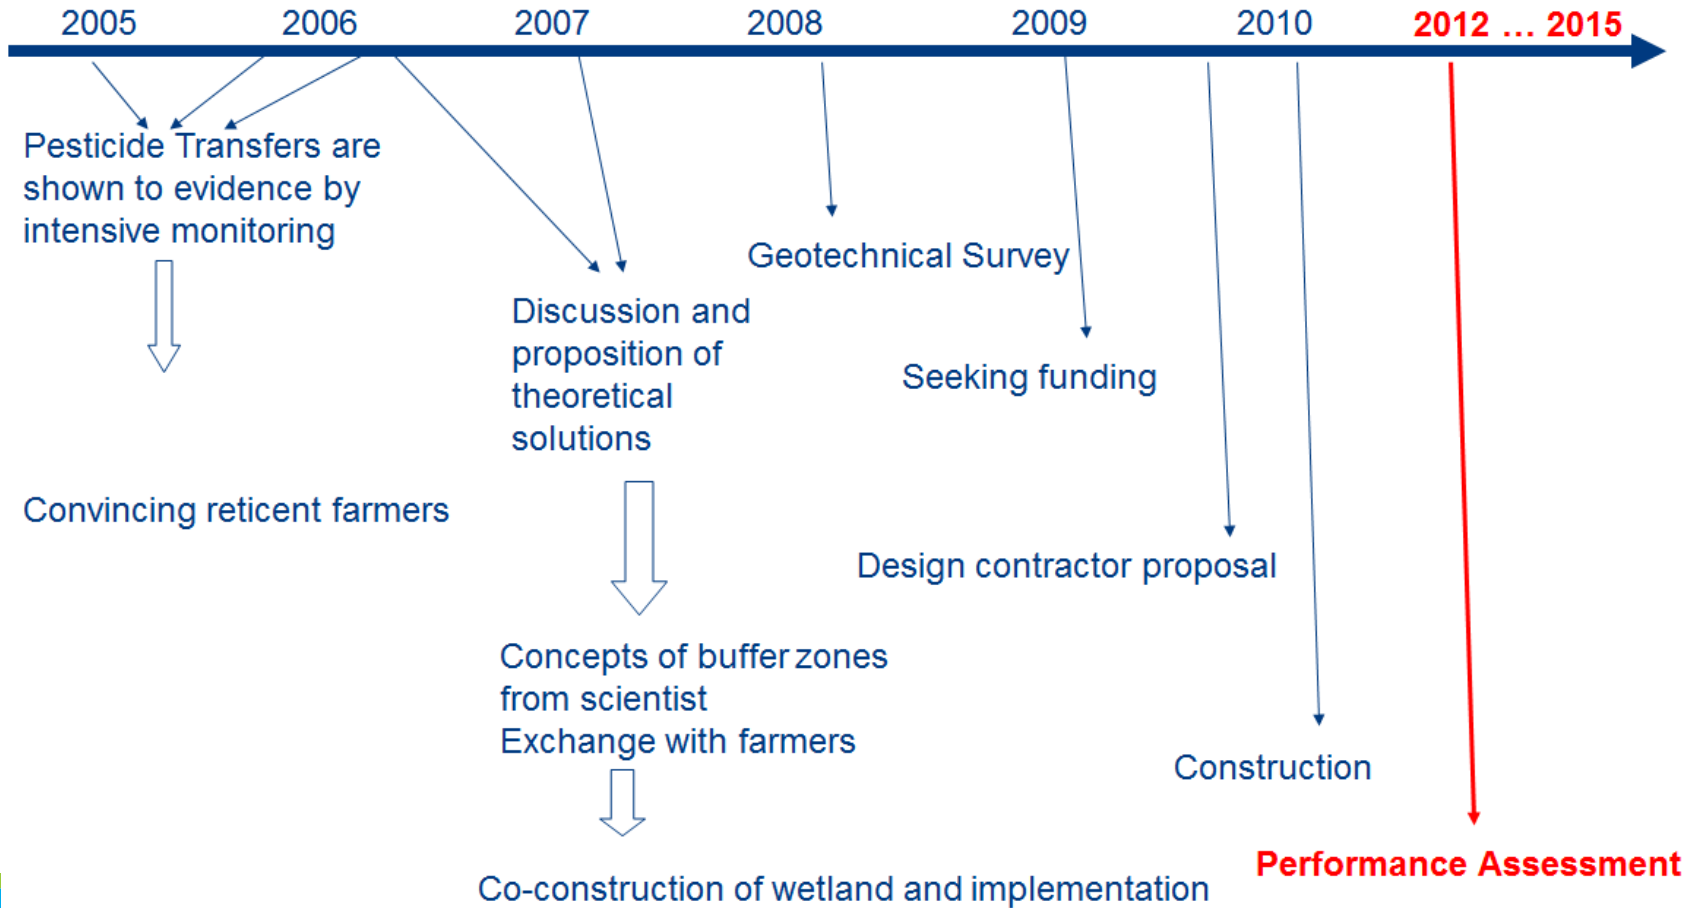 2005 2006 2007 2008 2009 2010 2012 … 2015
Pesticide Transfers are
shown to evidence by
intensive monitoring
Convincing reticent farmers
Discussion and
proposition of
theoretical
solutions
Concepts of buffer zones
from scientist
Exchange with farmers
Co-construction of wetland and implementation
Geotechnical Survey
Seeking funding
Design contractor proposal
Construction
Performance Assessment